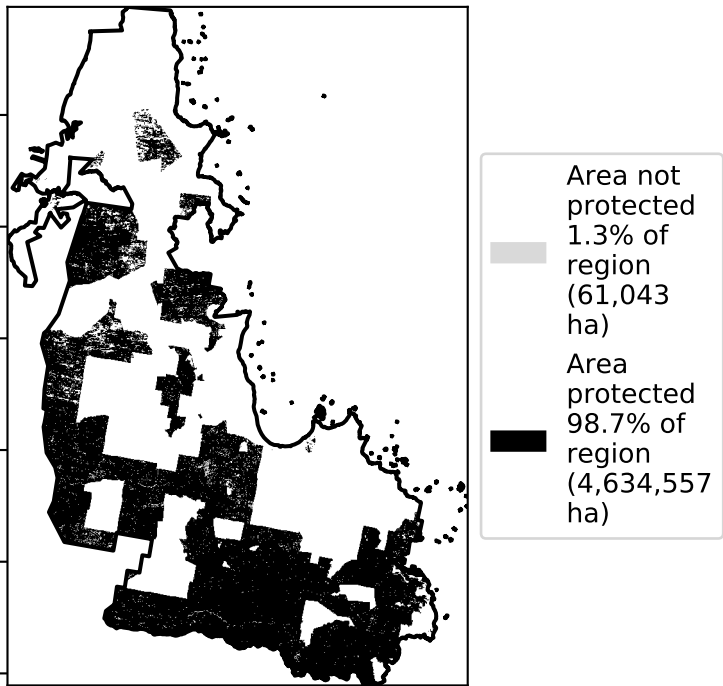 Area not
protected
1.3% of
region
(61,043
ha)
Area
protected
98.7% of
region
(4,634,557
ha)